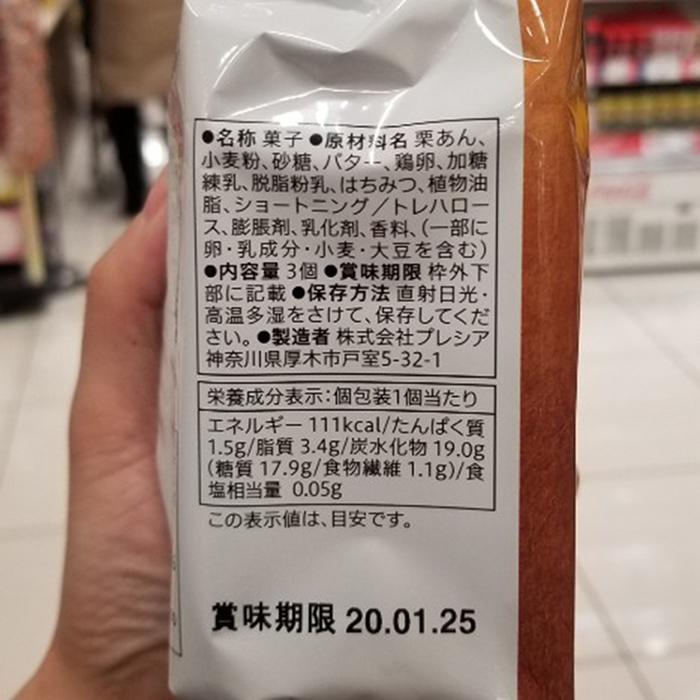 ●名称 菓子 ●原材料名 栗あん、
小麦粉、砂糖、バター、鶏卵、加糖
練乳、脱脂粉乳、はちみつ、植物油
脂、ショートニング／トレハロー
ス、膨脹剤、乳化剤、香料、(一部に
卵・乳成分・小麦・大豆を含む)
●内容量 3個 ●賞味期限 枠外下
部に記載 ●保存方法 直射日光・
高温多湿をさけて、保存してくだ
さい。●製造者 株式会社プレシア
神奈川県厚木市戸室5-32-1
栄養成分表示:個包装1個当たり
エネルギー 111kcal/たんぱく質
1.5g/脂質 3.4g/炭水化物 19.0g
(糖質 17.9g/食物繊維 1.1g)/食
塩相当量 0.05g
この表示値は、目安です。
賞味期限 20.01.25